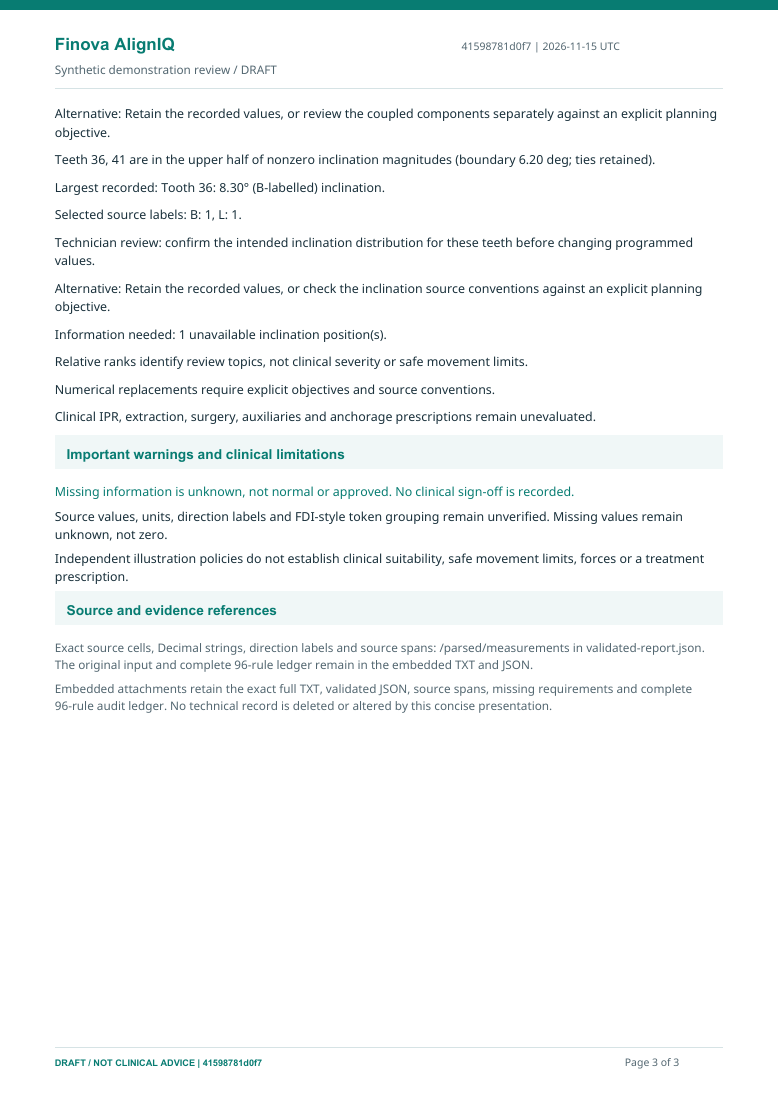 Finova AlignIQ
41598781d0f7 | 2026-11-15 UTC
Synthetic demonstration review / DRAFT
Alternative: Retain the recorded values, or review the coupled components separately against an explicit planning
objective.
Teeth 36, 41 are in the upper half of nonzero inclination magnitudes (boundary 6.20 deg; ties retained).
Largest recorded: Tooth 36: 8.30° (B-labelled) inclination.
Selected source labels: B: 1, L: 1.
Technician review: confirm the intended inclination distribution for these teeth before changing programmed
values.
Alternative: Retain the recorded values, or check the inclination source conventions against an explicit planning
objective.
Information needed: 1 unavailable inclination position(s).
Relative ranks identify review topics, not clinical severity or safe movement limits.
Numerical replacements require explicit objectives and source conventions.
Clinical IPR, extraction, surgery, auxiliaries and anchorage prescriptions remain unevaluated.
Important warnings and clinical limitations
Missing information is unknown, not normal or approved. No clinical sign-off is recorded.
Source values, units, direction labels and FDI-style token grouping remain unverified. Missing values remain
unknown, not zero.
Independent illustration policies do not establish clinical suitability, safe movement limits, forces or a treatment
prescription.
Source and evidence references
Exact source cells, Decimal strings, direction labels and source spans: /parsed/measurements in validated-report.json.
The original input and complete 96-rule ledger remain in the embedded TXT and JSON.
Embedded attachments retain the exact full TXT, validated JSON, source spans, missing requirements and complete
96-rule audit ledger. No technical record is deleted or altered by this concise presentation.
DRAFT / NOT CLINICAL ADVICE | 41598781d0f7
Page 3 of 3